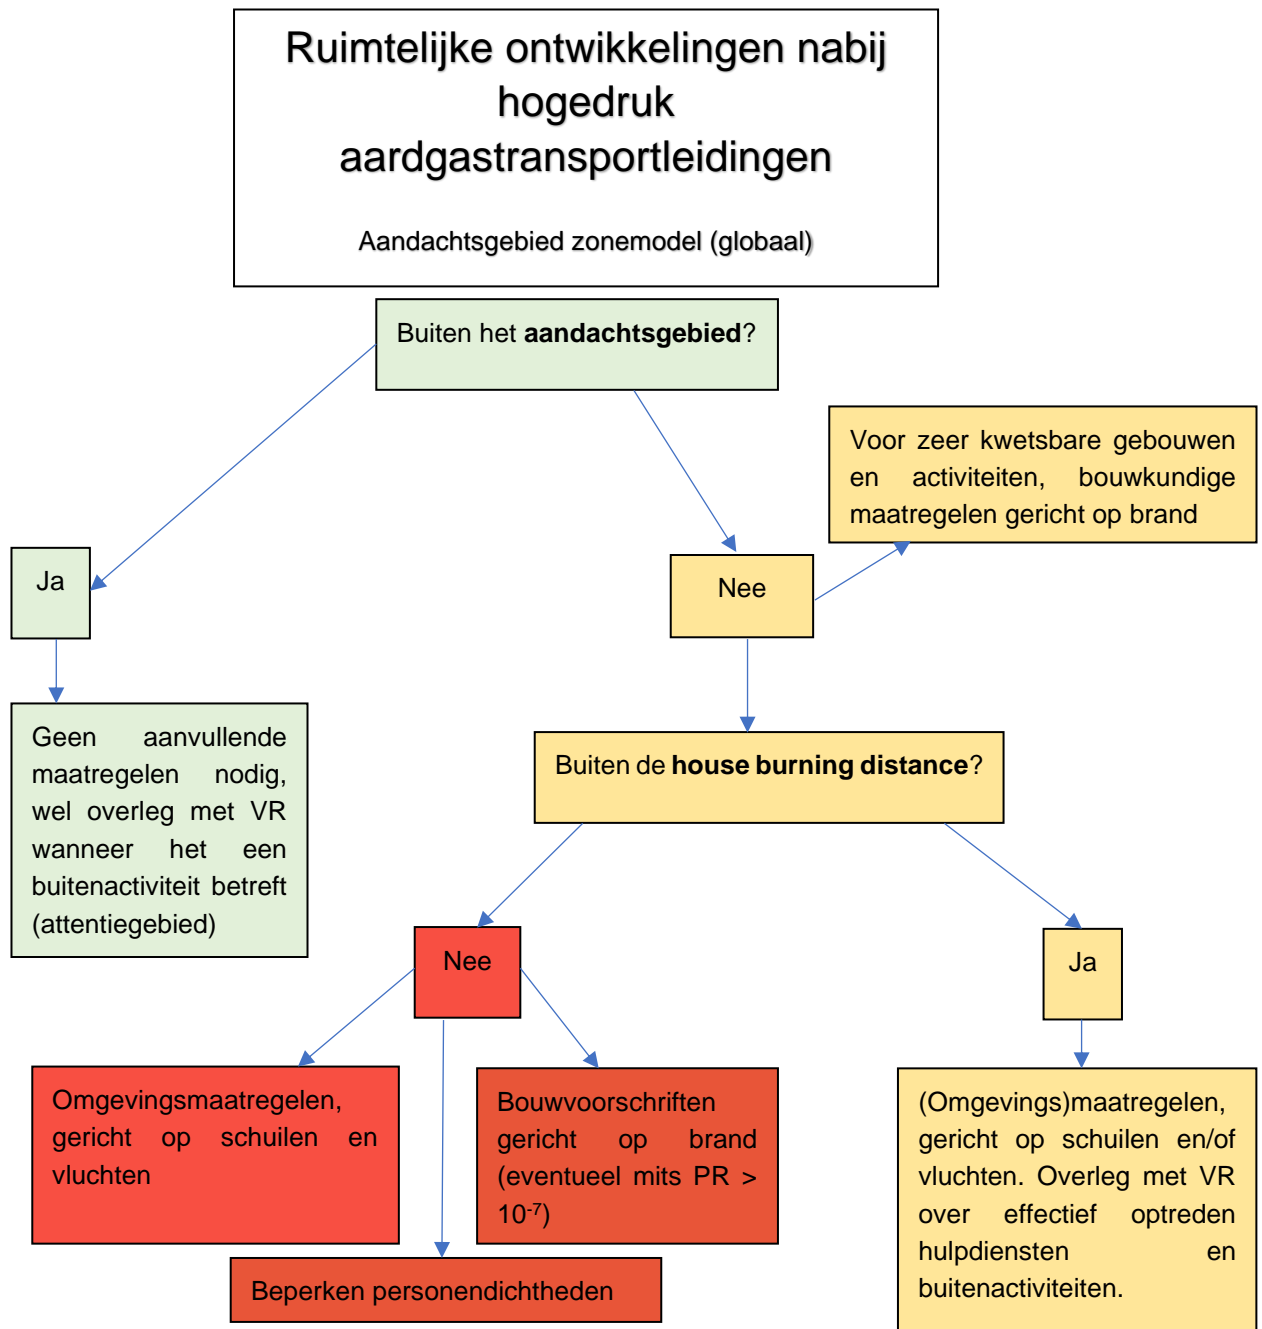 Ruimtelijke ontwikkelingen nabij
hogedruk
aardgastransportleidingen
Aandachtsgebied zonemodel (globaal)
Buiten het aandachtsgebied?
Voor zeer kwetsbare gebouwen
en activiteiten, bouwkundige
maatregelen gericht op brand
Ja
Nee
Geen aanvullende
maatregelen nodig,
wel overleg met VR
wanneer het een
buitenactiviteit betreft
(attentiegebied)
Buiten de house burning distance?
Nee
Ja
Omgevingsmaatregelen,
gericht op schuilen en
vluchten
Bouwvoorschriften
gericht op brand
(eventueel mits PR >
10⁻⁷)
(Omgevings)maatregelen,
gericht op schuilen en/of
vluchten. Overleg met VR
over effectief optreden
hulpdiensten en
buitenactiviteiten.
Beperken personendichtheden